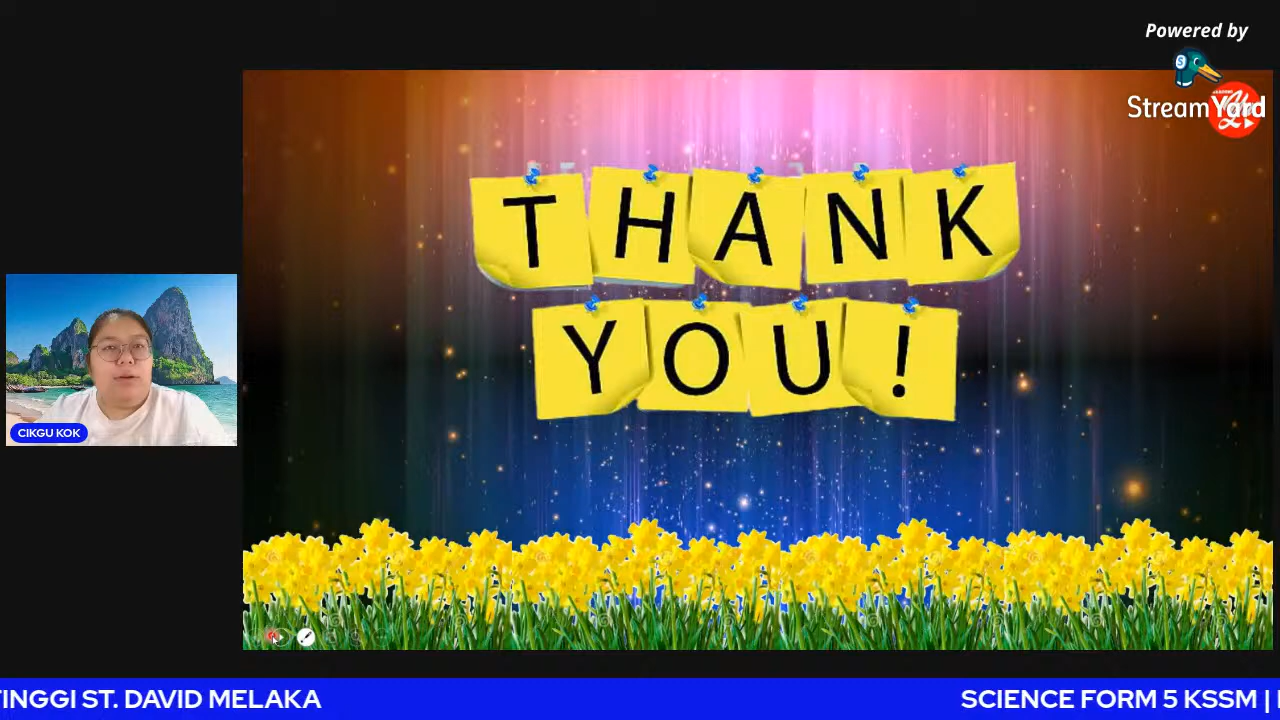 Powered by
StreamYard
THANK
YOU!
CIKGU KOK
TINGGI ST. DAVID MELAKA
SCIENCE FORM 5 KSSM |